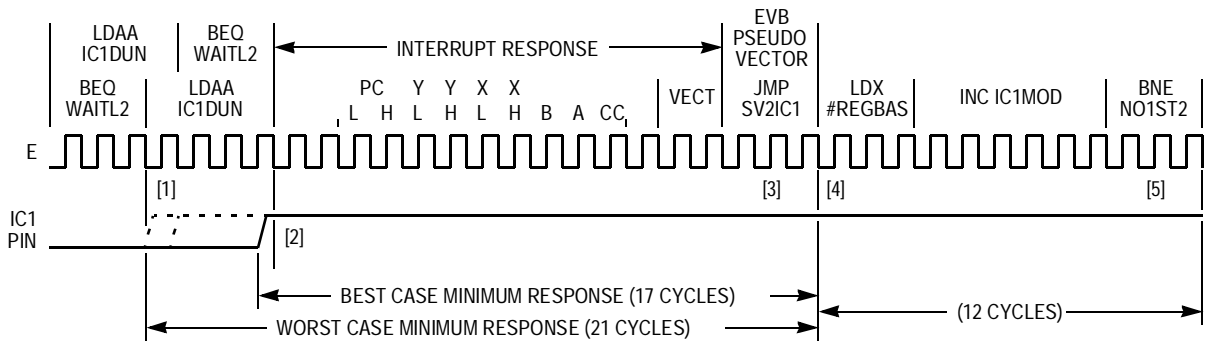 LDAA
IC1DUN
BEQ
WAITL2
INTERRUPT RESPONSE
EVB
PSEUDO
VECTOR
BEQ
WAITL2
LDAA
IC1DUN
PC Y Y X X
L H L H L H B A CC
VECT
JMP
SV2IC1
LDX
#REGBAS
INC IC1MOD
BNE
NO1ST2
E
[1] [3] [4] [5]
IC1
PIN
[2]
BEST CASE MINIMUM RESPONSE (17 CYCLES)
(12 CYCLES)
WORST CASE MINIMUM RESPONSE (21 CYCLES)